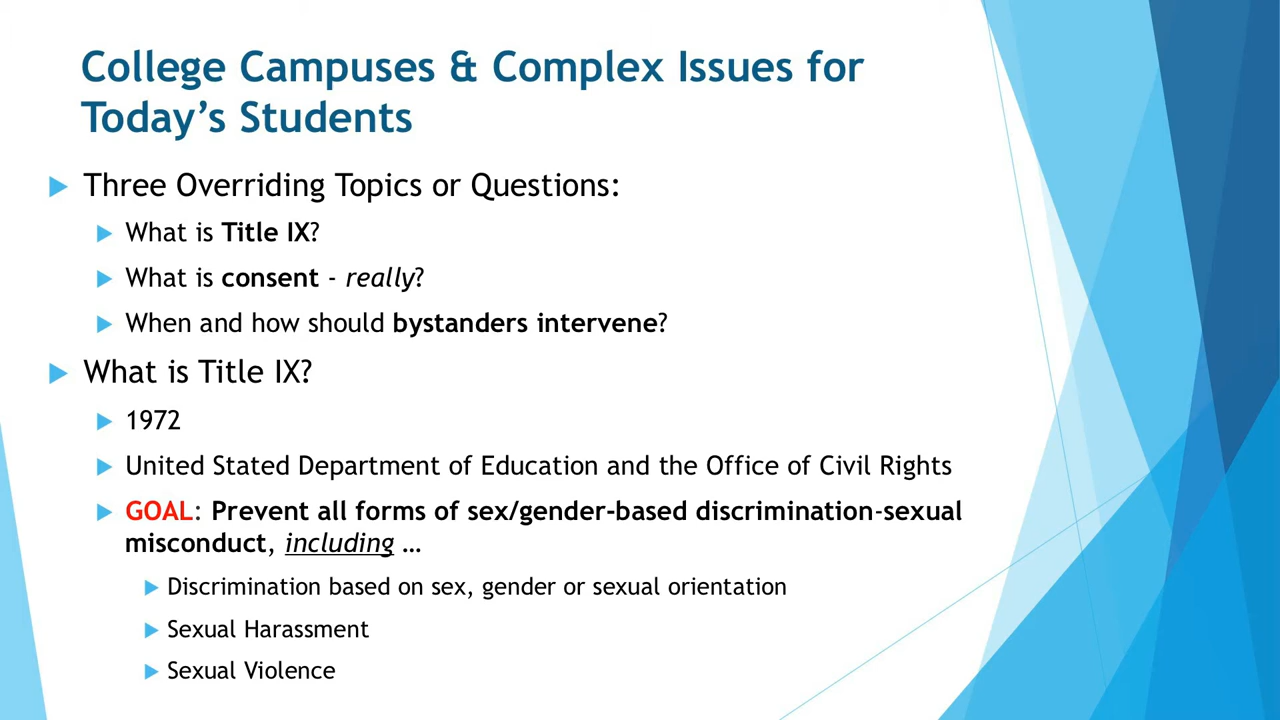 College Campuses & Complex Issues for
Today’s Students
Three Overriding Topics or Questions:
What is Title IX?
What is consent - really?
When and how should bystanders intervene?
What is Title IX?
1972
United Stated Department of Education and the Office of Civil Rights
GOAL: Prevent all forms of sex/gender-based discrimination-sexual
misconduct, including …
Discrimination based on sex, gender or sexual orientation
Sexual Harassment
Sexual Violence